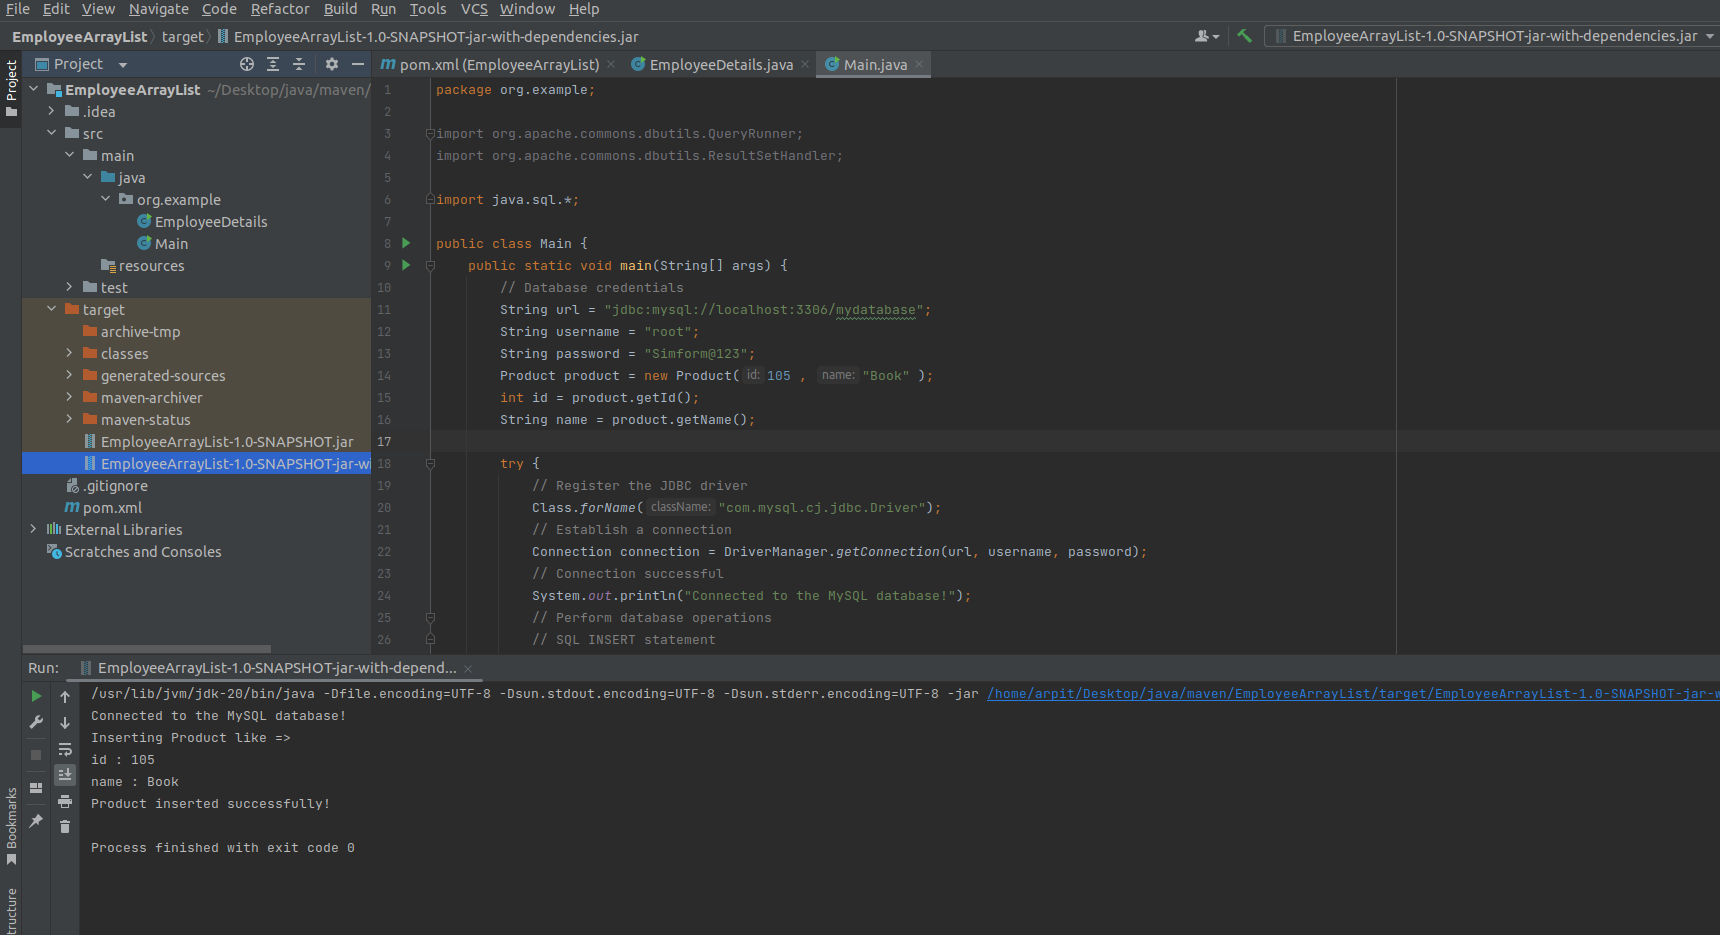 File Edit View Navigate Code Refactor Build Run Tools VCS Window Help
EmployeeArrayList target EmployeeArrayList-1.0-SNAPSHOT-jar-with-dependencies.jar
EmployeeArrayList-1.0-SNAPSHOT-jar-with-dependencies.jar
Project
Project
EmployeeArrayList ~/Desktop/java/maven/
.idea
src
main
java
org.example
EmployeeDetails
Main
resources
test
target
archive-tmp
classes
generated-sources
maven-archiver
maven-status
EmployeeArrayList-1.0-SNAPSHOT.jar
EmployeeArrayList-1.0-SNAPSHOT-jar-wi
.gitignore
pom.xml
External Libraries
Scratches and Consoles
pom.xml (EmployeeArrayList) EmployeeDetails.java Main.java
1 package org.example;
2
3 import org.apache.commons.dbutils.QueryRunner;
4 import org.apache.commons.dbutils.ResultSetHandler;
5
6 import java.sql.*;
7
8 public class Main {
9 public static void main(String[] args) {
10 // Database credentials
11 String url = "jdbc:mysql://localhost:3306/mydatabase";
12 String username = "root";
13 String password = "Simform@123";
14 Product product = new Product( id: 105 , name: "Book" );
15 int id = product.getId();
16 String name = product.getName();
17
18 try {
19 // Register the JDBC driver
20 Class.forName( className: "com.mysql.cj.jdbc.Driver");
21 // Establish a connection
22 Connection connection = DriverManager.getConnection(url, username, password);
23 // Connection successful
24 System.out.println("Connected to the MySQL database!");
25 // Perform database operations
26 // SQL INSERT statement
Run: EmployeeArrayList-1.0-SNAPSHOT-jar-with-depend...
/usr/lib/jvm/jdk-20/bin/java -Dfile.encoding=UTF-8 -Dsun.stdout.encoding=UTF-8 -Dsun.stderr.encoding=UTF-8 -jar /home/arpit/Desktop/java/maven/EmployeeArrayList/target/EmployeeArrayList-1.0-SNAPSHOT-jar-w
Connected to the MySQL database!
Inserting Product like =>
id : 105
name : Book
Product inserted successfully!
Process finished with exit code 0
Bookmarks
tructure